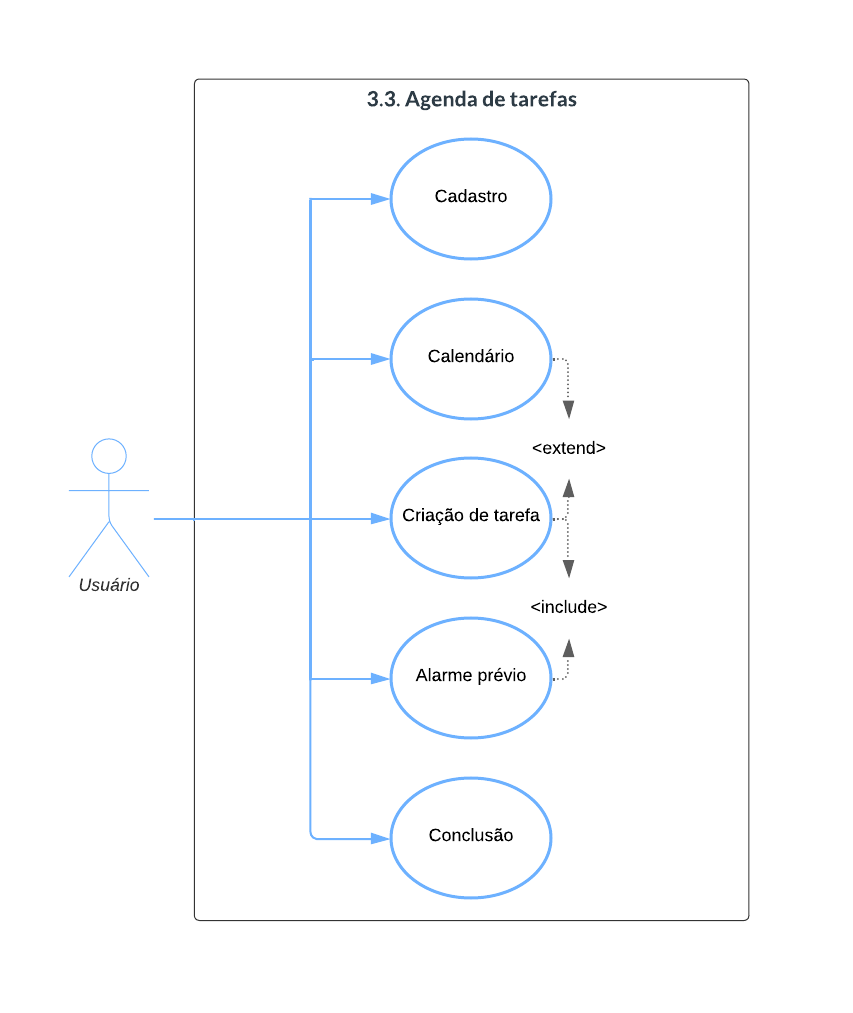 3.3. Agenda de tarefas
Cadastro
Calendário
<extend>
Criação de tarefa
Usuário
<include>
Alarme prévio
Conclusão